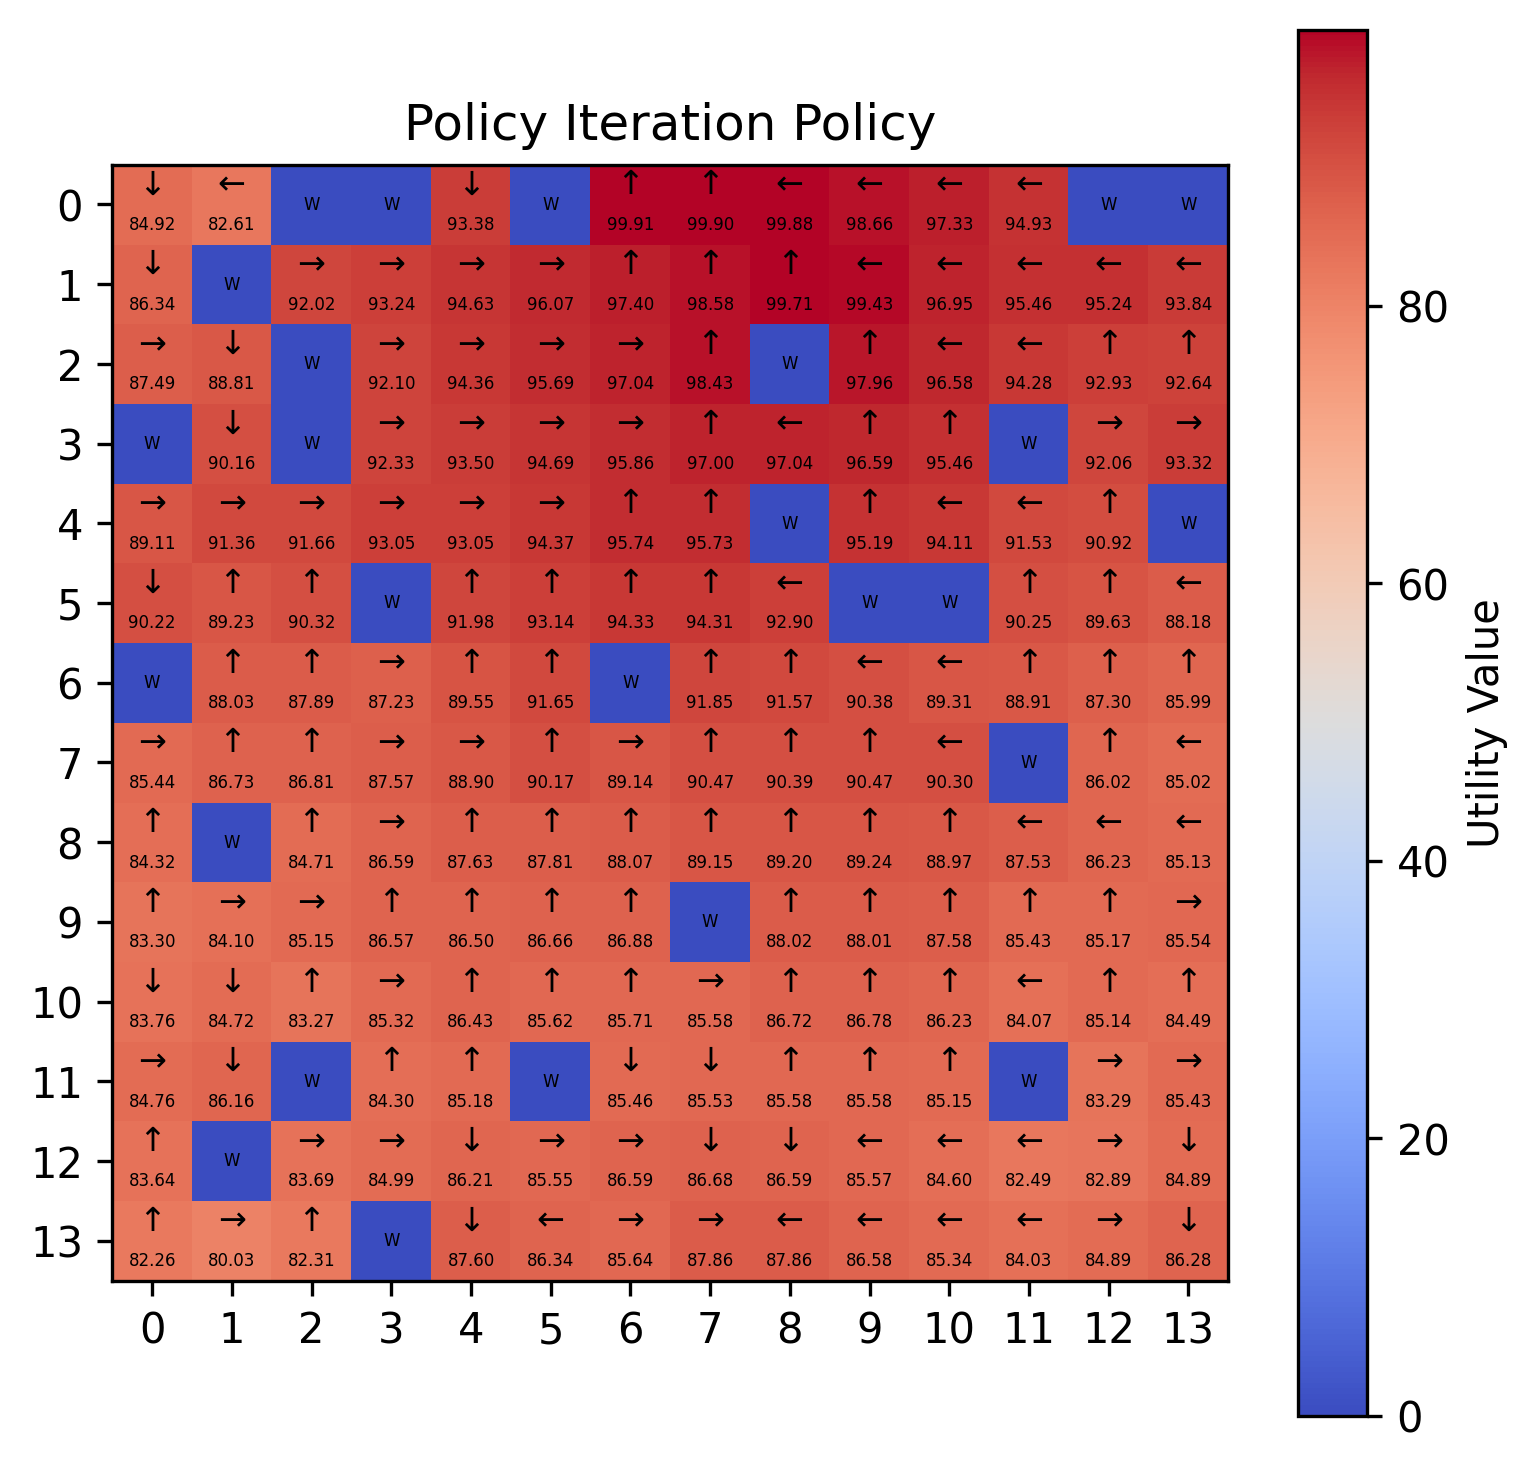 Policy Iteration Policy
0 ↓ ← W W ↓ W ↑ ↑ ← ← ← ← W W
84.92 82.61 93.38 99.91 99.90 99.88 98.66 97.33 94.93
1 ↓ W → → → → ↑ ↑ ↑ ← ← ← ← ←
86.34 92.02 93.24 94.63 96.07 97.40 98.58 99.71 99.43 96.95 95.46 95.24 93.84
2 → ↓ W → → → → ↑ W ↑ ← ← ↑ ↑
87.49 88.81 92.10 94.36 95.69 97.04 98.43 97.96 96.58 94.28 92.93 92.64
3 W ↓ W → → → → ↑ ← ↑ ↑ W → →
90.16 92.33 93.50 94.69 95.86 97.00 97.04 96.59 95.46 92.06 93.32
4 → → → → → → ↑ ↑ W ↑ ← ← ↑ W
89.11 91.36 91.66 93.05 93.05 94.37 95.74 95.73 95.19 94.11 91.53 90.92
5 ↓ ↑ ↑ W ↑ ↑ ↑ ↑ ← W W ↑ ↑ ←
90.22 89.23 90.32 91.98 93.14 94.33 94.31 92.90 90.25 89.63 88.18
6 W ↑ ↑ → ↑ ↑ W ↑ ↑ ← ← ↑ ↑ ↑
88.03 87.89 87.23 89.55 91.65 91.85 91.57 90.38 89.31 88.91 87.30 85.99
7 → ↑ ↑ → → ↑ → ↑ ↑ ↑ ← W ↑ ←
85.44 86.73 86.81 87.57 88.90 90.17 89.14 90.47 90.39 90.47 90.30 86.02 85.02
8 ↑ W ↑ → ↑ ↑ ↑ ↑ ↑ ↑ ↑ ← ← ←
84.32 84.71 86.59 87.63 87.81 88.07 89.15 89.20 89.24 88.97 87.53 86.23 85.13
9 ↑ → → ↑ ↑ ↑ ↑ W ↑ ↑ ↑ ↑ ↑ →
83.30 84.10 85.15 86.57 86.50 86.66 86.88 88.02 88.01 87.58 85.43 85.17 85.54
10 ↓ ↓ ↑ → ↑ ↑ ↑ → ↑ ↑ ↑ ← ↑ ↑
83.76 84.72 83.27 85.32 86.43 85.62 85.71 85.58 86.72 86.78 86.23 84.07 85.14 84.49
11 → ↓ W ↑ ↑ W ↓ ↓ ↑ ↑ ↑ W → →
84.76 86.16 84.30 85.18 85.46 85.53 85.58 85.58 85.15 83.29 85.43
12 ↑ W → → ↓ → → ↓ ↓ ← ← ← → ↓
83.64 83.69 84.99 86.21 85.55 86.59 86.68 86.59 85.57 84.60 82.49 82.89 84.89
13 ↑ → ↑ W ↓ ← → → ← ← ← ← → ↓
82.26 80.03 82.31 87.60 86.34 85.64 87.86 87.86 86.58 85.34 84.03 84.89 86.28
0 1 2 3 4 5 6 7 8 9 10 11 12 13
80
60
40
20
0
Utility Value